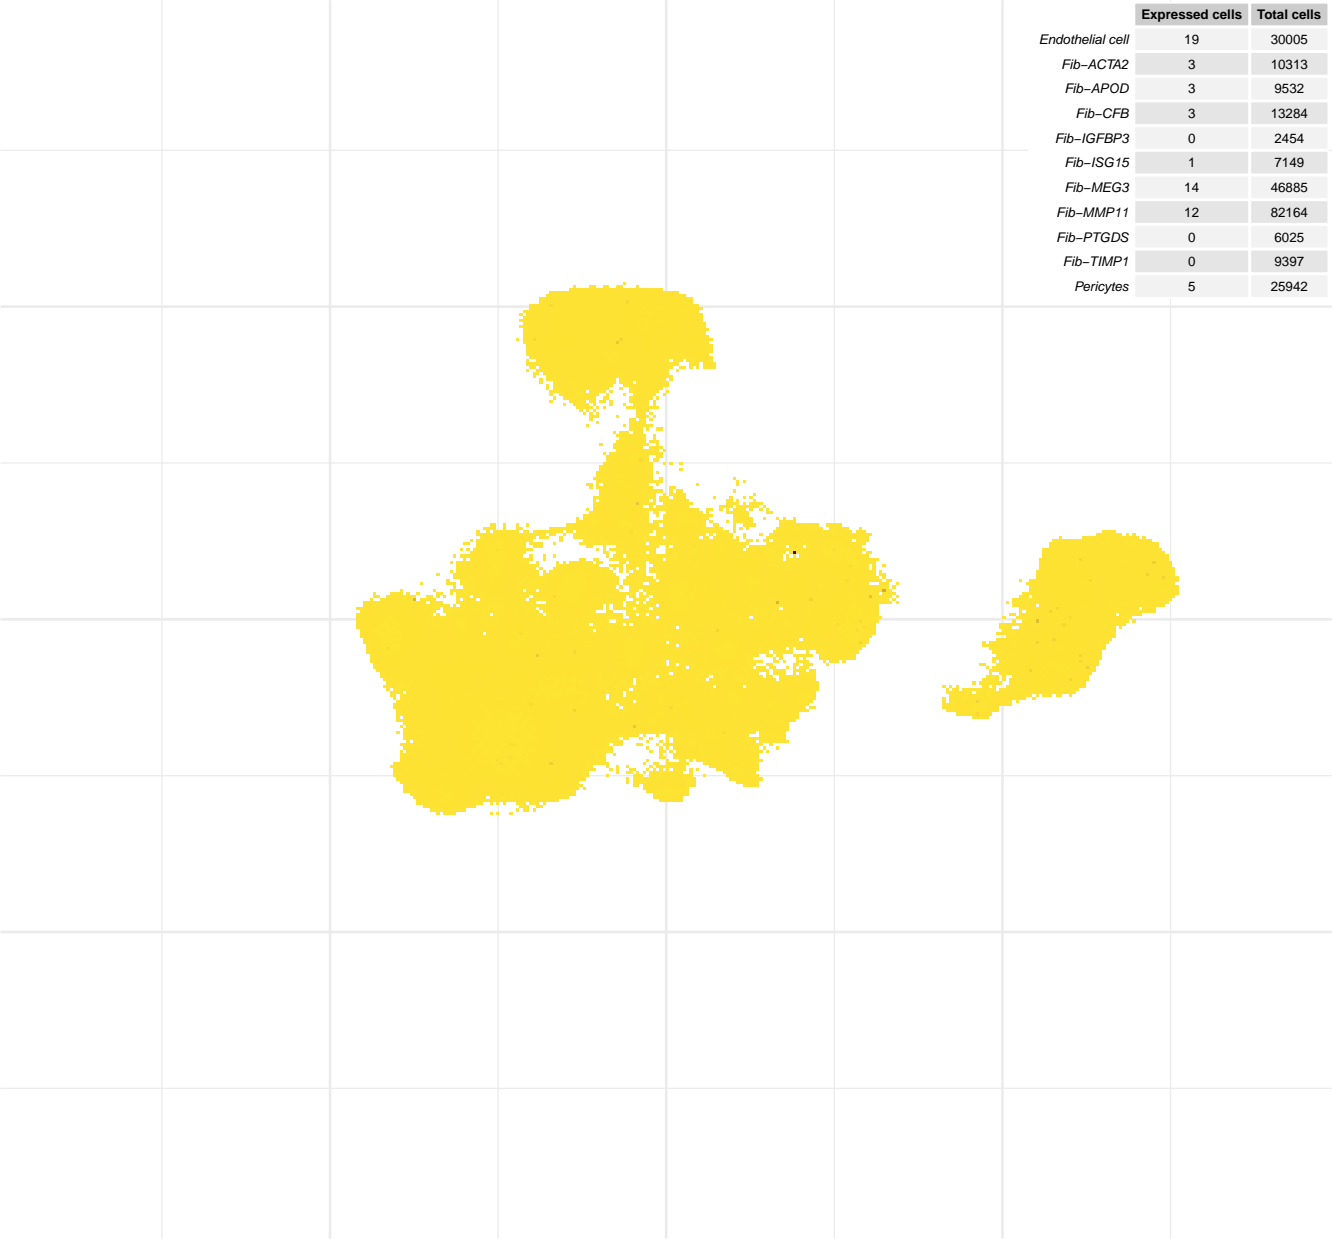 Expressed cells Total cells
Endothelial cell 19 30005
Fib−ACTA2 3 10313
Fib−APOD 3 9532
Fib−CFB 3 13284
Fib−IGFBP3 0 2454
Fib−ISG15 1 7149
Fib−MEG3 14 46885
Fib−MMP11 12 82164
Fib−PTGDS 0 6025
Fib−TIMP1 0 9397
Pericytes 5 25942